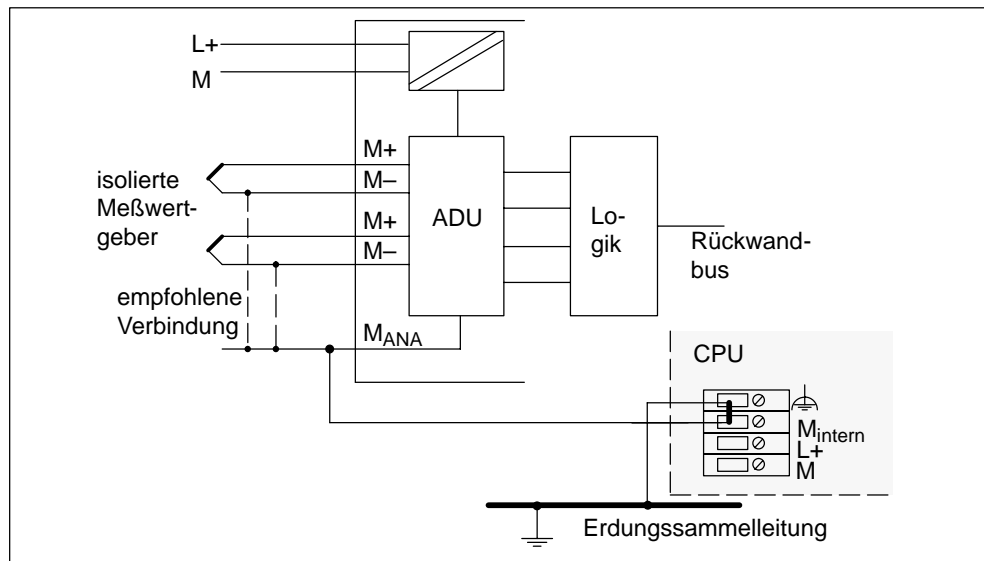 L+
M
M+
M–
M+
M–
isolierte
Meßwert-
geber
ADU
Lo-
gik
Rückwand-
bus
empfohlene
Verbindung
MANA
CPU
Mintern
L+
M
Erdungssammelleitung